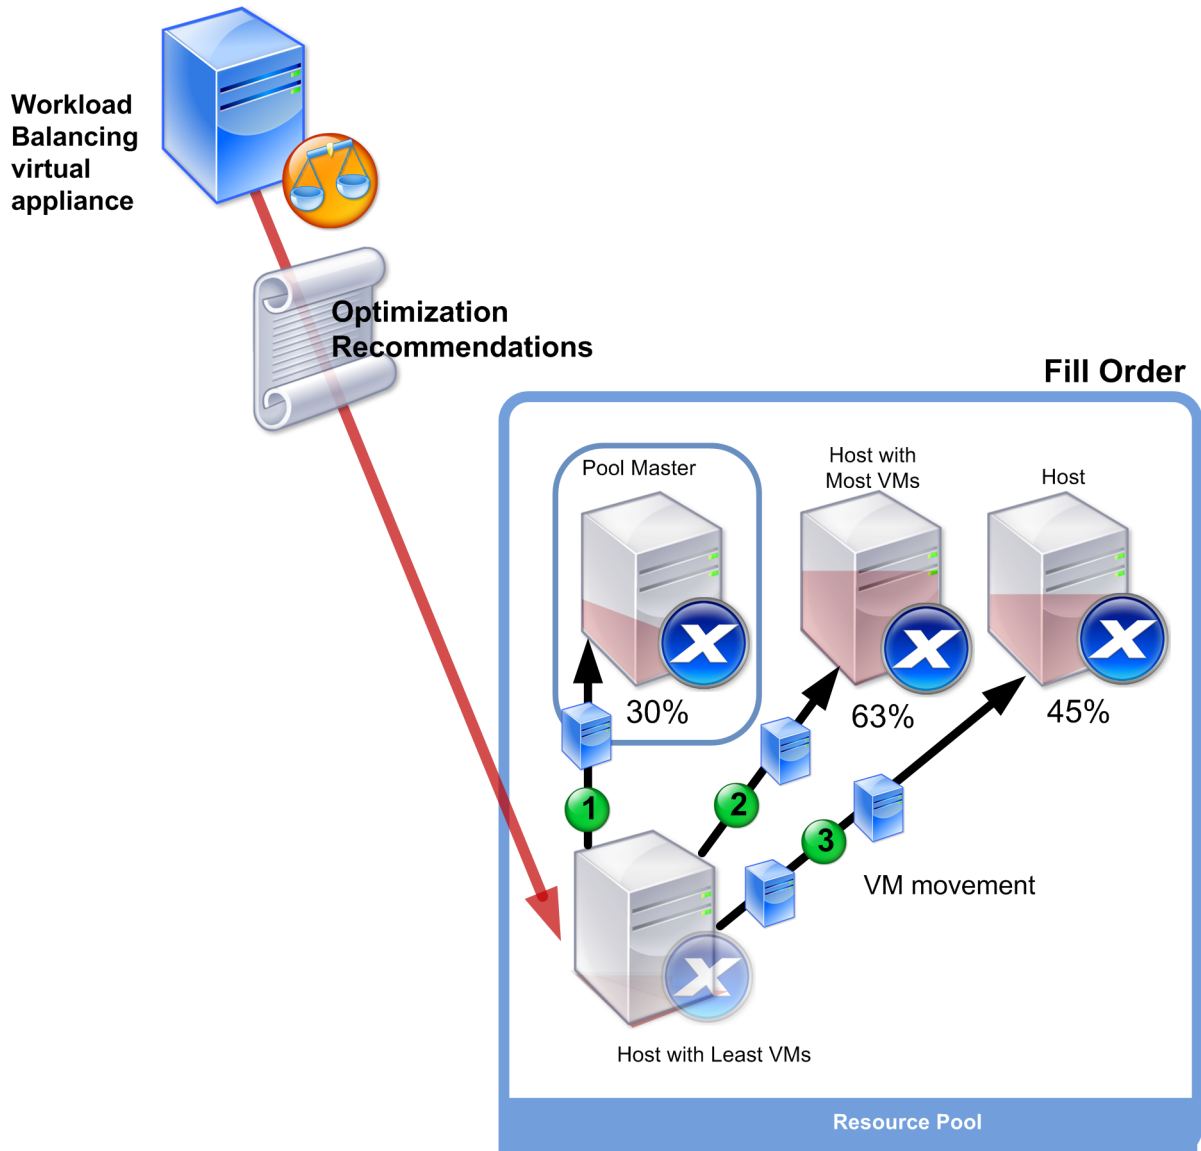 Workload
Balancing
virtual
appliance
Optimization
Recommendations
Fill Order
Pool Master
Host with
Most VMs
Host
X
X
X
30%
63%
45%
1
2
3
VM movement
X
Host with Least VMs
Resource Pool